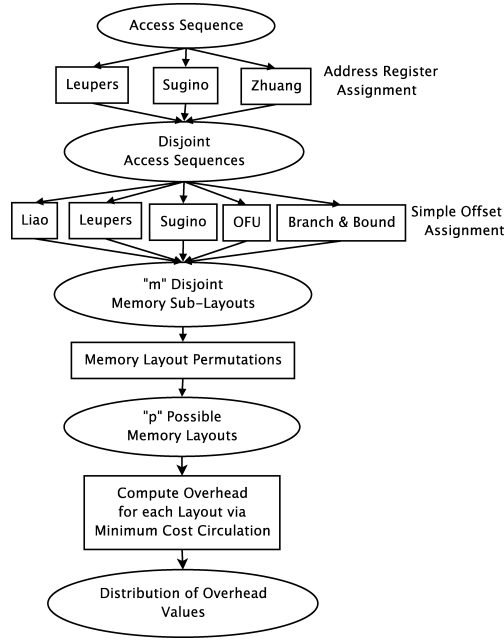 Access Sequence
Leupers
Sugino
Zhuang
Address Register
Assignment
Disjoint
Access Sequences
Liao
Leupers
Sugino
OFU
Branch & Bound
Simple Offset
Assignment
"m" Disjoint
Memory Sub-Layouts
Memory Layout Permutations
"p" Possible
Memory Layouts
Compute Overhead
for each Layout via
Minimum Cost Circulation
Distribution of Overhead
Values